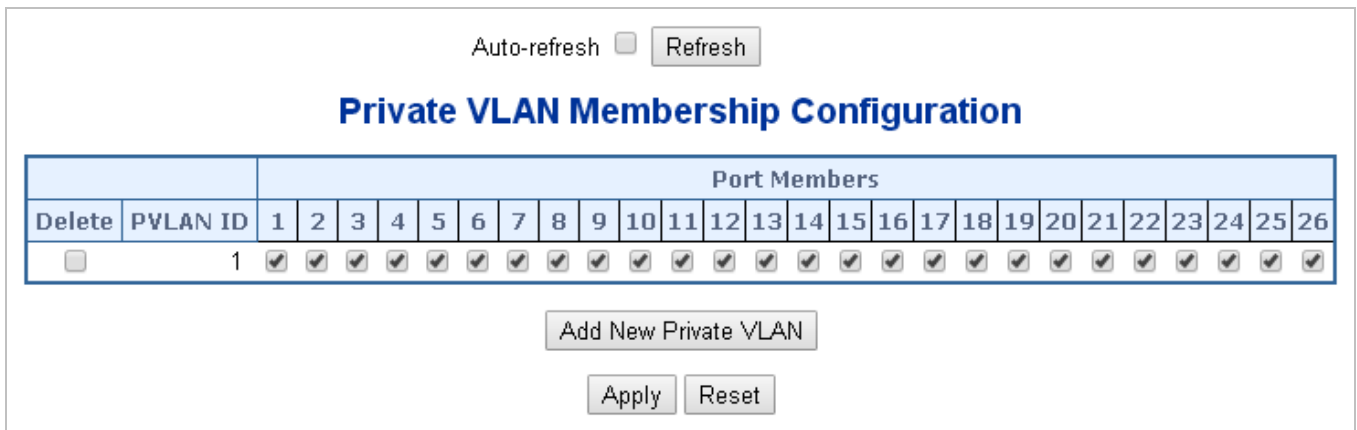 Auto-refresh Refresh
Private VLAN Membership Configuration
Port Members
Delete PVLAN ID 1 2 3 4 5 6 7 8 9 10 11 12 13 14 15 16 17 18 19 20 21 22 23 24 25 26
1
Add New Private VLAN
Apply Reset